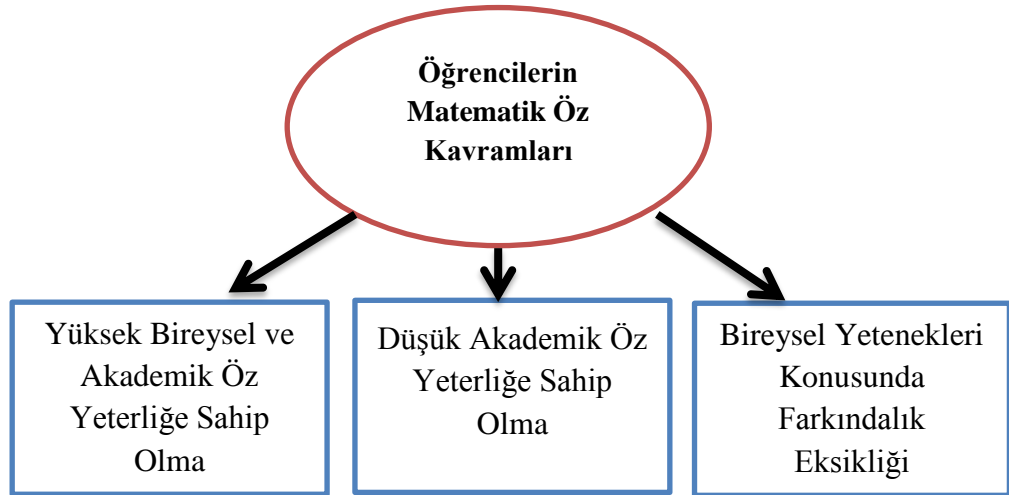 Öğrencilerin
Matematik Öz
Kavramları
Yüksek Bireysel ve
Akademik Öz
Yeterliğe Sahip
Olma
Düşük Akademik Öz
Yeterliğe Sahip
Olma
Bireysel Yetenekleri
Konusunda
Farkındalık
Eksikliği